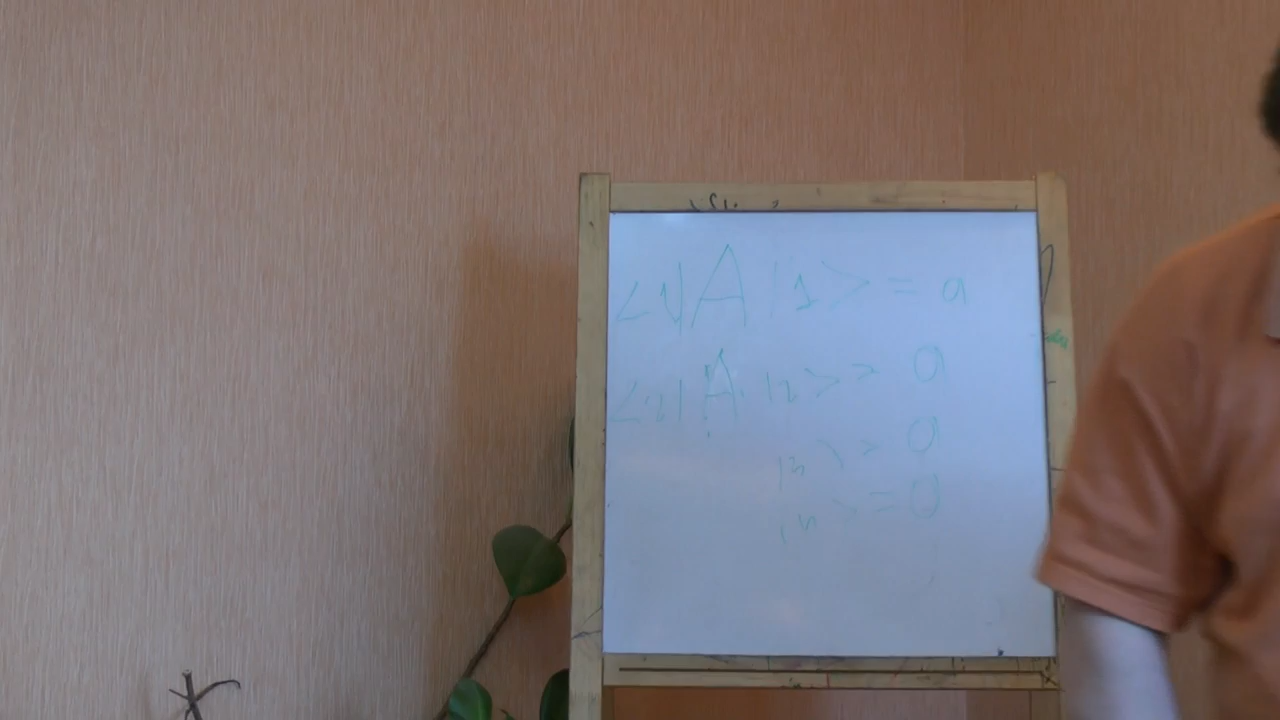 <1|A|1> = a
<2|A|2> = a
|3> = 0
|n> = 0